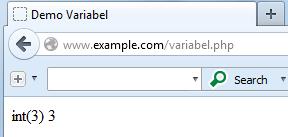 Demo Variabel
www.example.com/variabel.php
Search
int(3) 3